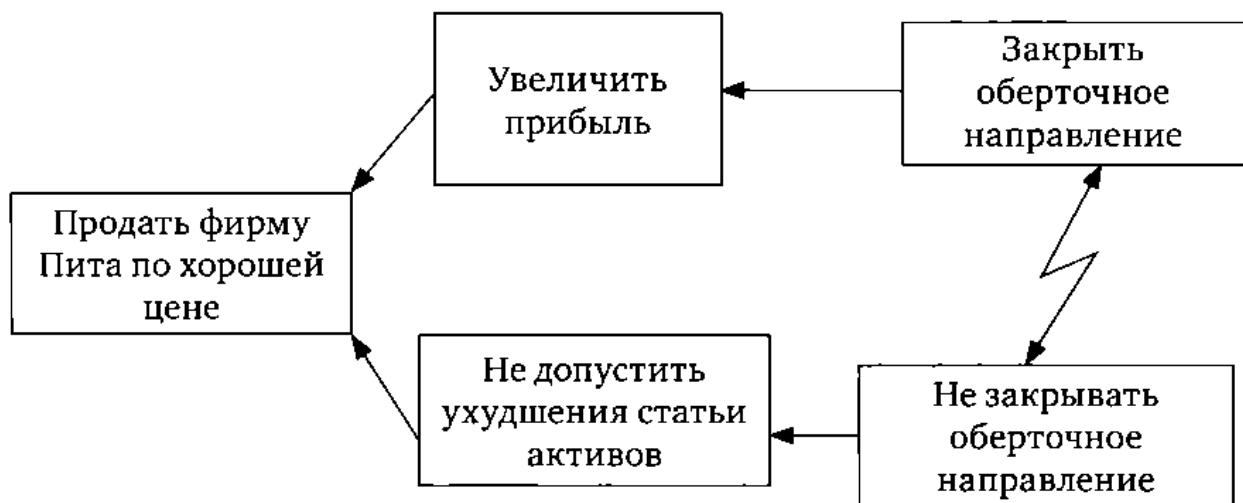 Увеличить
прибыль
Закрыть
оберточное
направление
Продать фирму
Пита по хорошей
цене
Не допустить
ухудшения статьи
активов
Не закрывать
оберточное
направление